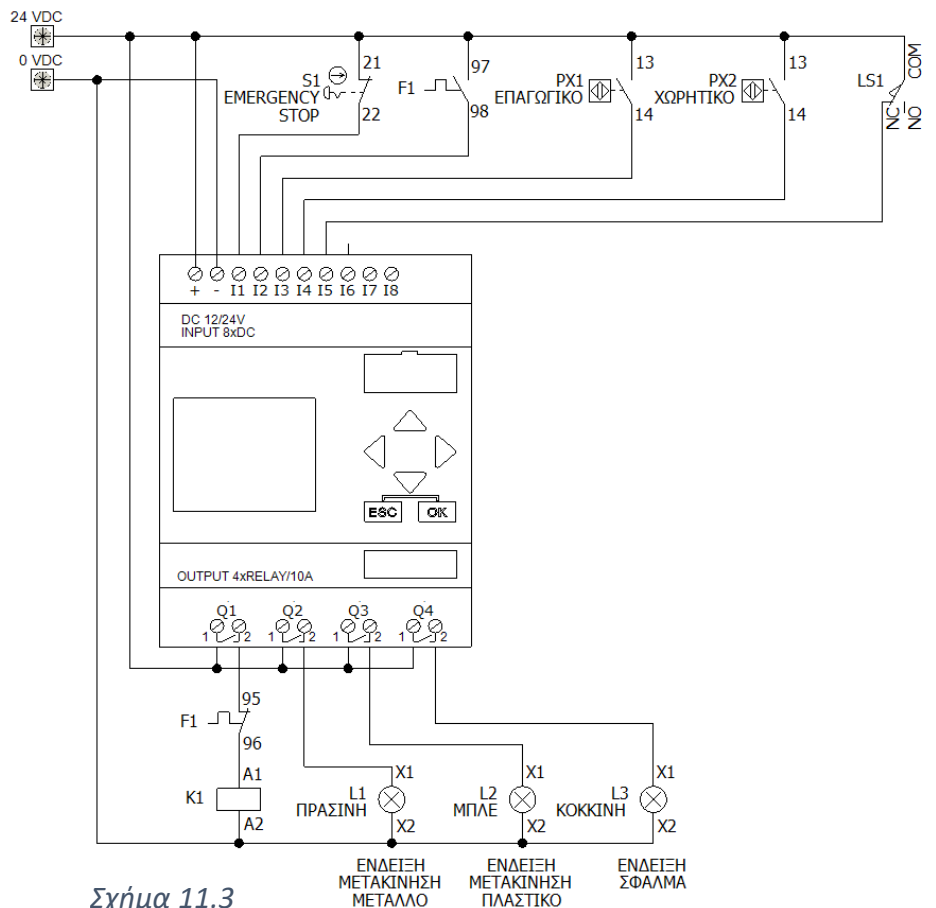 24 VDC
0 VDC
21
S1
EMERGENCY
STOP
22
97
F1
98
13
PX1
ΕΠΑΓΩΓΙΚΟ
14
13
PX2
ΧΩΡΗΤΙΚΟ
14
LS1
COM
NC
NO
+ - I1 I2 I3 I4 I5 I6 I7 I8
DC 12/24V
INPUT 8xDC
ESC OK
OUTPUT 4xRELAY/10A
Q1 Q2 Q3 Q4
1 2 1 2 1 2 1 2
95
F1
96
A1
K1
A2
X1
L1
ΠΡΑΣΙΝΗ
X2
X1
L2
ΜΠΛΕ
X2
X1
L3
ΚΟΚΚΙΝΗ
X2
ΕΝΔΕΙΞΗ
ΜΕΤΑΚΙΝΗΣΗ
ΜΕΤΑΛΛΟ
ΕΝΔΕΙΞΗ
ΜΕΤΑΚΙΝΗΣΗ
ΠΛΑΣΤΙΚΟ
ΕΝΔΕΙΞΗ
ΣΦΑΛΜΑ
Σχήμα 11.3